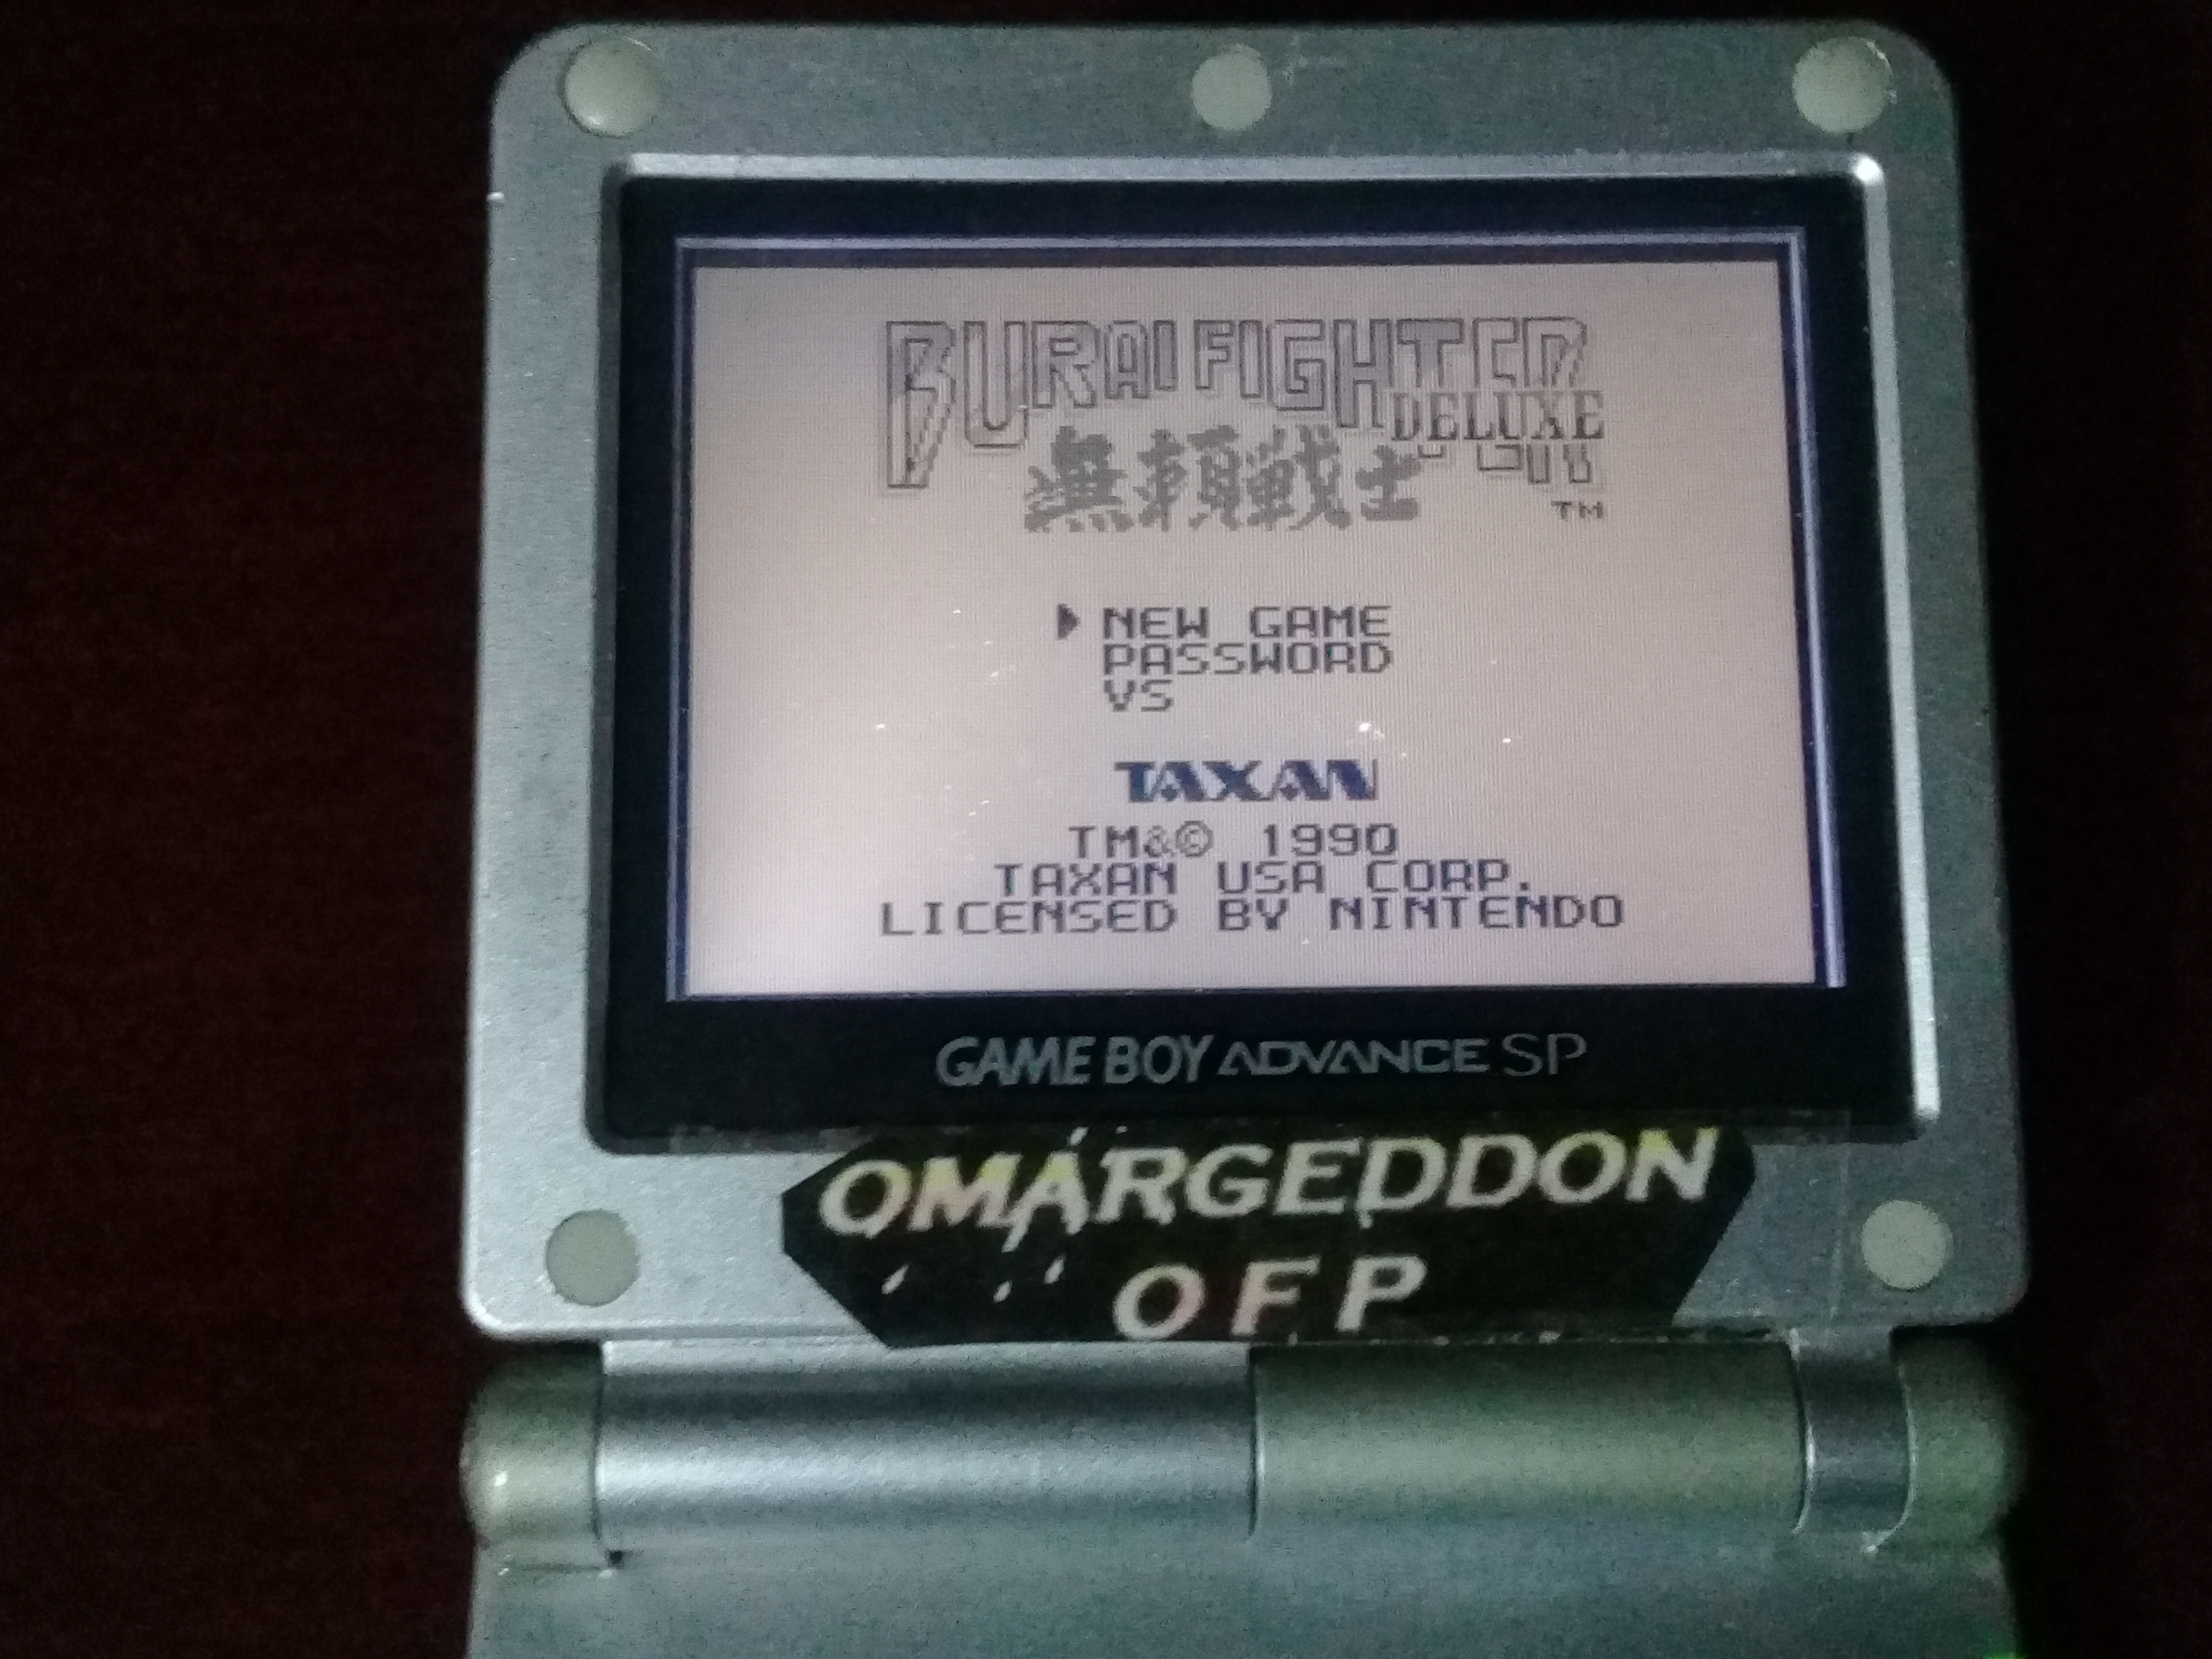 BURAI FIGHTER
DELUXE
無頼戦士
TM
NEW GAME
PASSWORD
VS
TAXAN
TM&© 1990
TAXAN USA CORP.
LICENSED BY NINTENDO
GAME BOY ADVANCE SP
OMARGEDDON
OFP